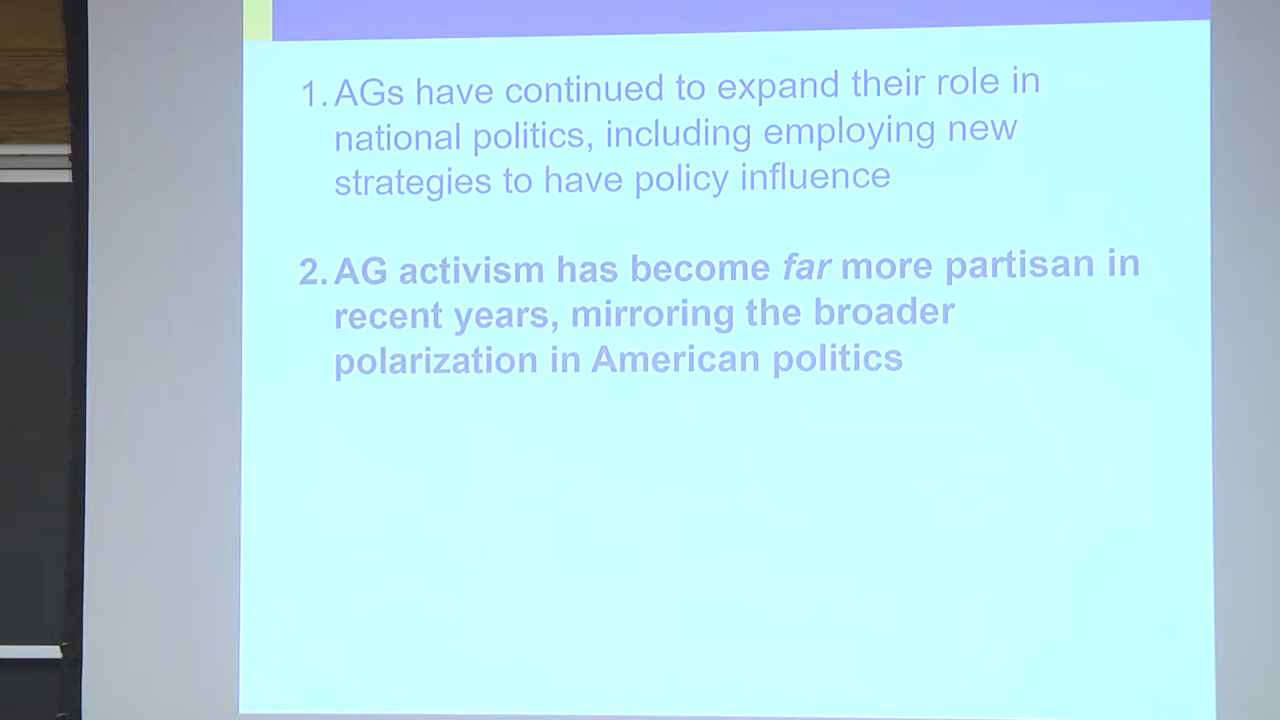 1. AGs have continued to expand their role in
national politics, including employing new
strategies to have policy influence
2. AG activism has become far more partisan in
recent years, mirroring the broader
polarization in American politics